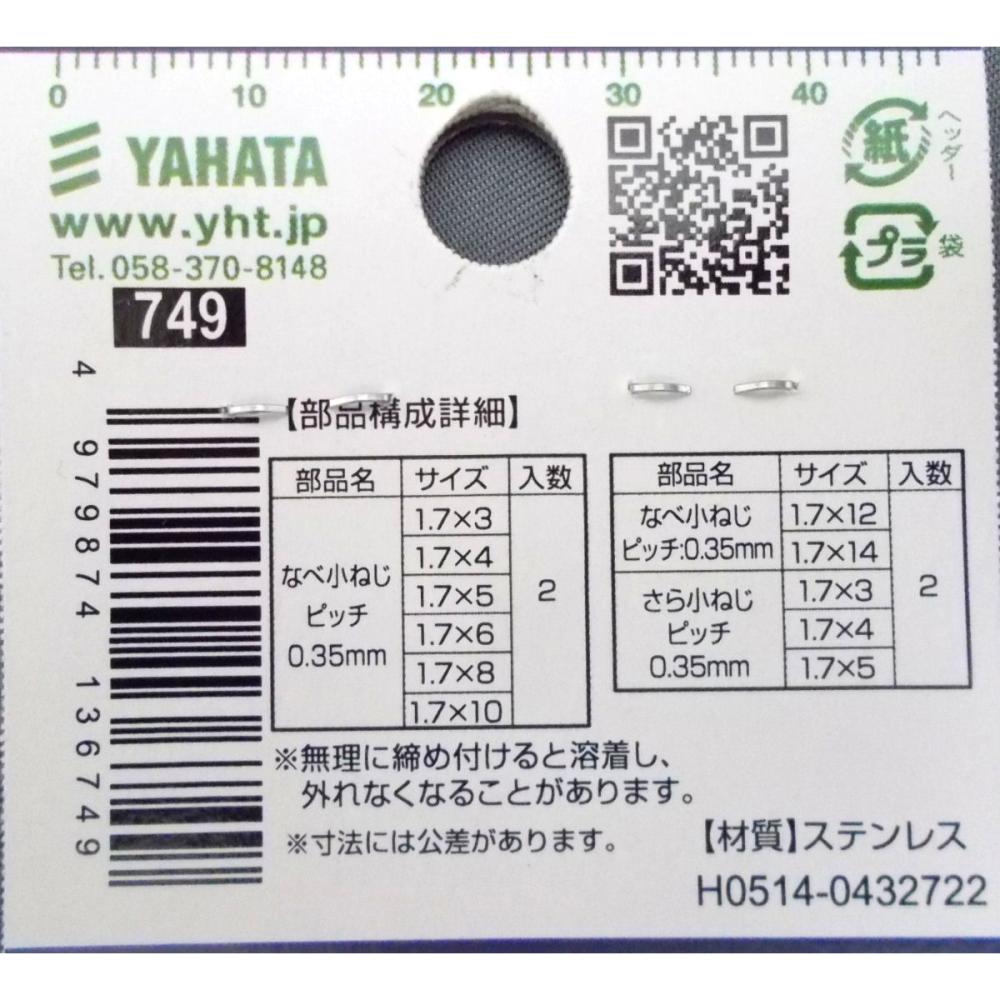 0 10 20 30 40
YAHATA
www.yht.jp
Tel. 058-370-8148
749
紙
ヘッダー
プラ
袋
4 979874 136749
【部品構成詳細】
部品名 サイズ 入数
なべ小ねじ
ピッチ
0.35mm
1.7×3
1.7×4
1.7×5
1.7×6
1.7×8
1.7×10
2
部品名 サイズ 入数
なべ小ねじ
ピッチ:0.35mm
1.7×12
1.7×14
さら小ねじ
ピッチ
0.35mm
1.7×3
1.7×4
1.7×5
2
※無理に締め付けると溶着し、
外れなくなることがあります。
※寸法には公差があります。
【材質】ステンレス
H0514-0432722